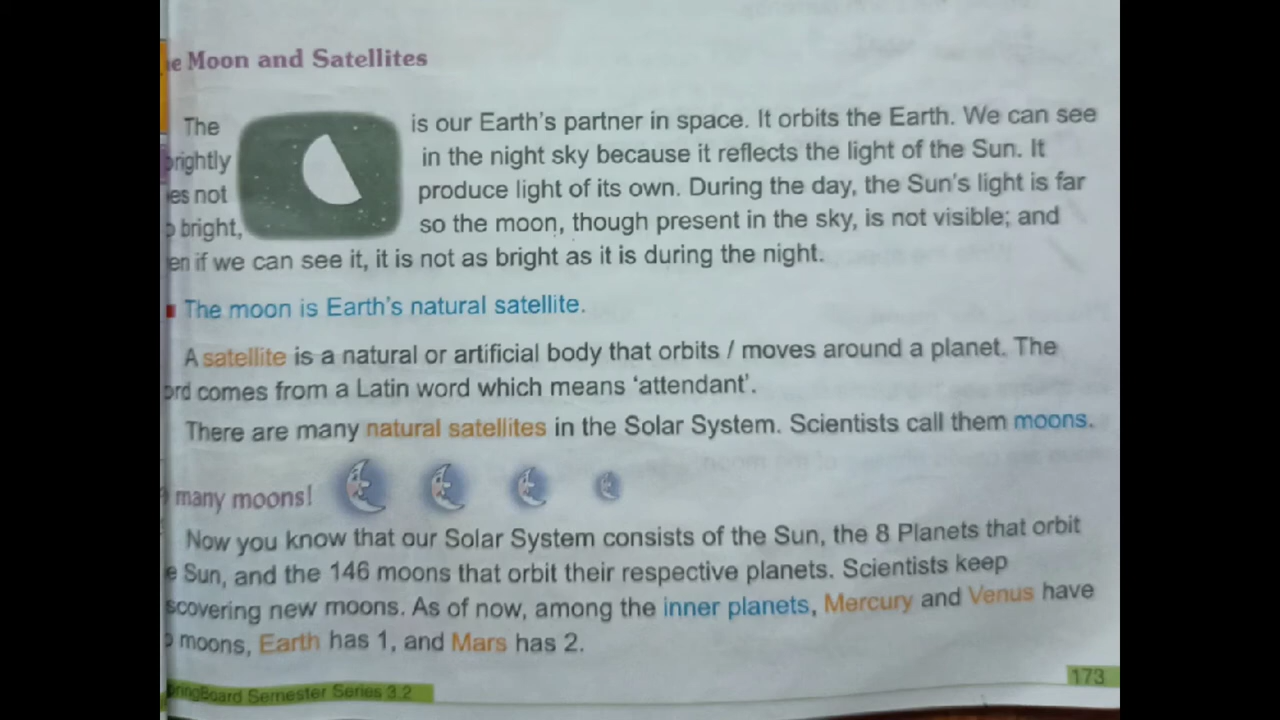 e Moon and Satellites
The is our Earth's partner in space. It orbits the Earth. We can see
brightly in the night sky because it reflects the light of the Sun. It
es not produce light of its own. During the day, the Sun's light is far
o bright, so the moon, though present in the sky, is not visible; and
en if we can see it, it is not as bright as it is during the night.
The moon is Earth's natural satellite.
A satellite is a natural or artificial body that orbits / moves around a planet. The
ord comes from a Latin word which means 'attendant'.
There are many natural satellites in the Solar System. Scientists call them moons.
many moons!
Now you know that our Solar System consists of the Sun, the 8 Planets that orbit
e Sun, and the 146 moons that orbit their respective planets. Scientists keep
scovering new moons. As of now, among the inner planets, Mercury and Venus have
o moons, Earth has 1, and Mars has 2.
ringBoard Semester Series 3.2
173